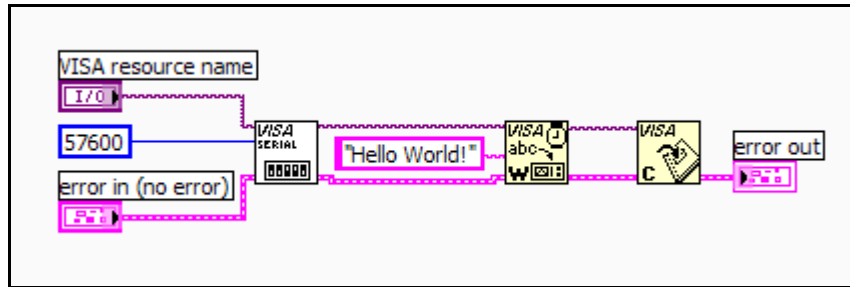 VISA resource name
I/O
57600
error in (no error)
VISA
SERIAL
"Hello World!"
VISA
abc
W
VISA
C
error out